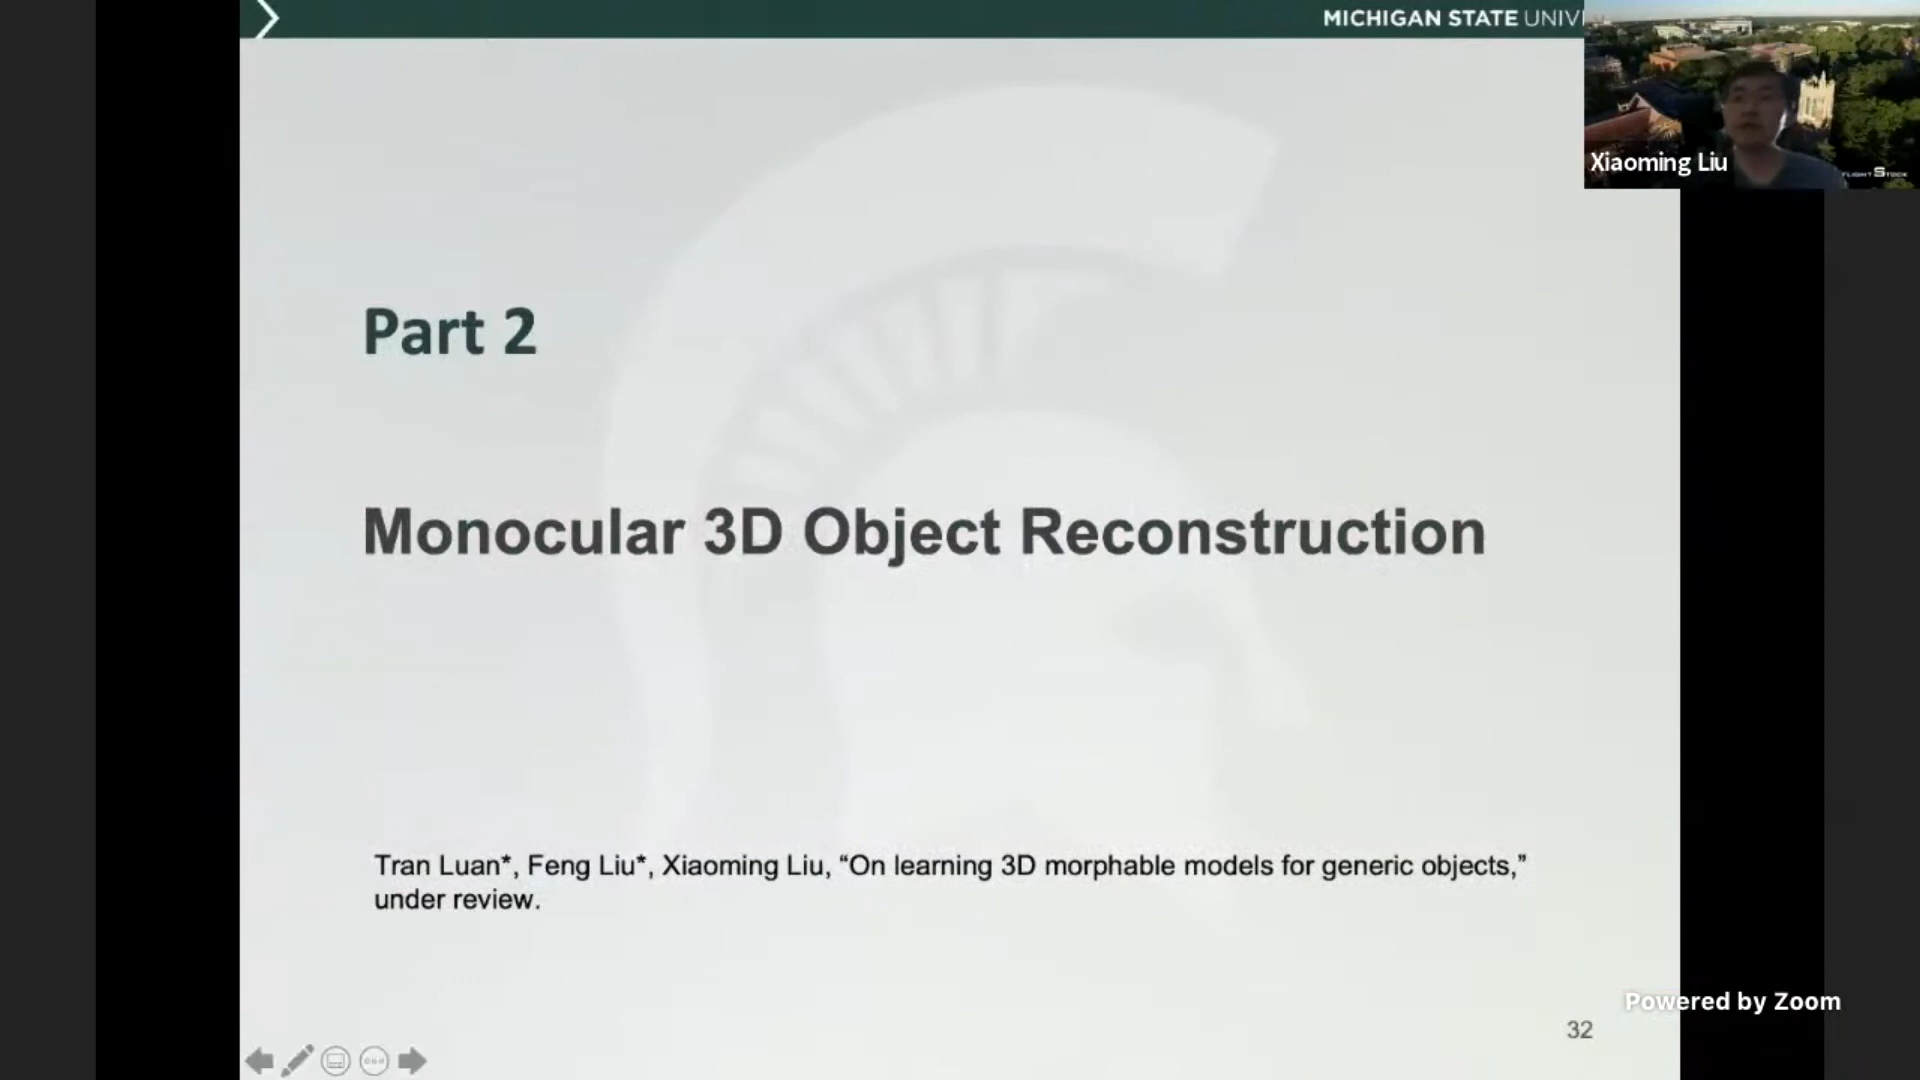 MICHIGAN STATE UNIV
Xiaoming Liu
Part 2
Monocular 3D Object Reconstruction
Tran Luan*, Feng Liu*, Xiaoming Liu, “On learning 3D morphable models for generic objects,”
under review.
Powered by Zoom
32